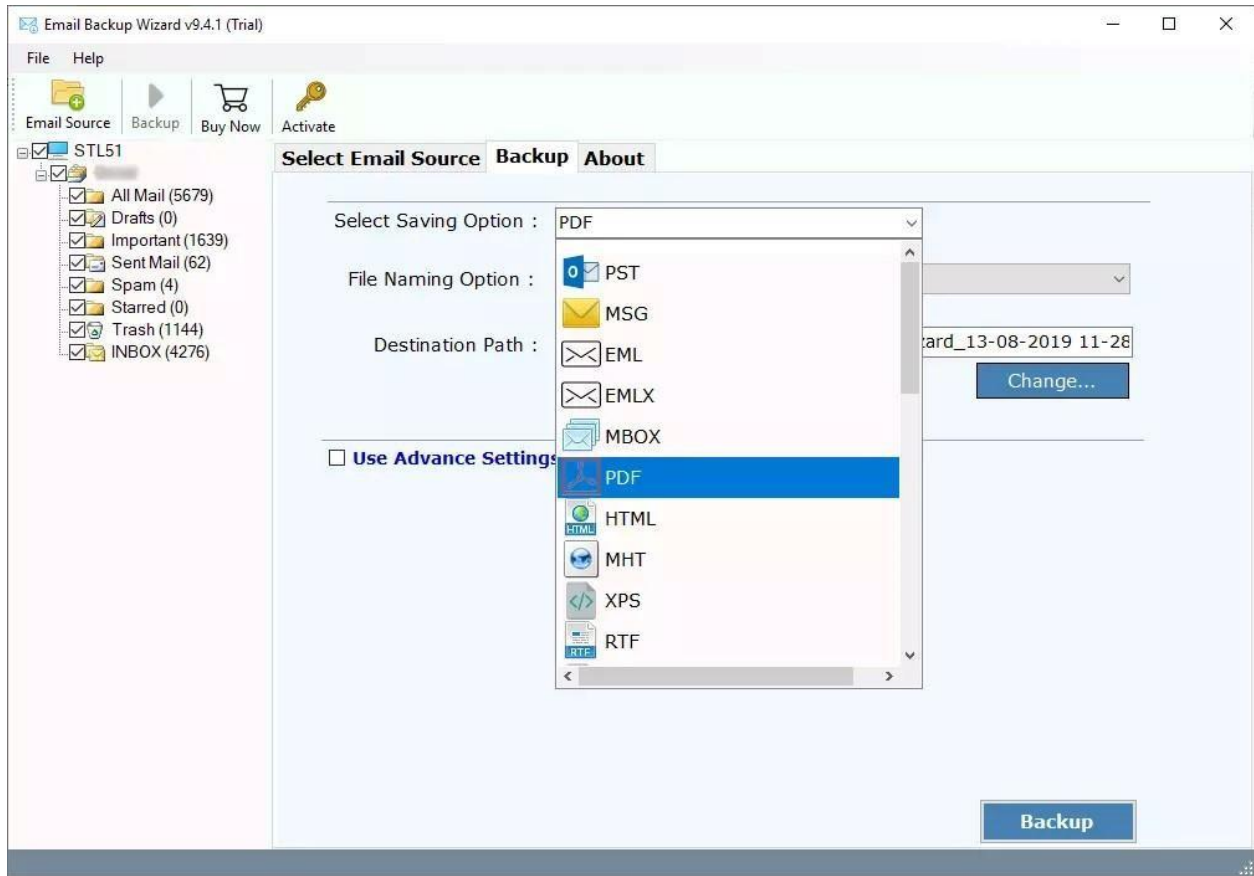 Email Backup Wizard v9.4.1 (Trial)
File Help
Email Source Backup Buy Now Activate
STL51
All Mail (5679)
Drafts (0)
Important (1639)
Sent Mail (62)
Spam (4)
Starred (0)
Trash (1144)
INBOX (4276)
Select Email Source Backup About
Select Saving Option : PDF
File Naming Option :
Destination Path : zard_13-08-2019 11-28
Change...
Use Advance Settings
PST
MSG
EML
EMLX
MBOX
PDF
HTML HTML
MHT
XPS
RTF RTF
Backup